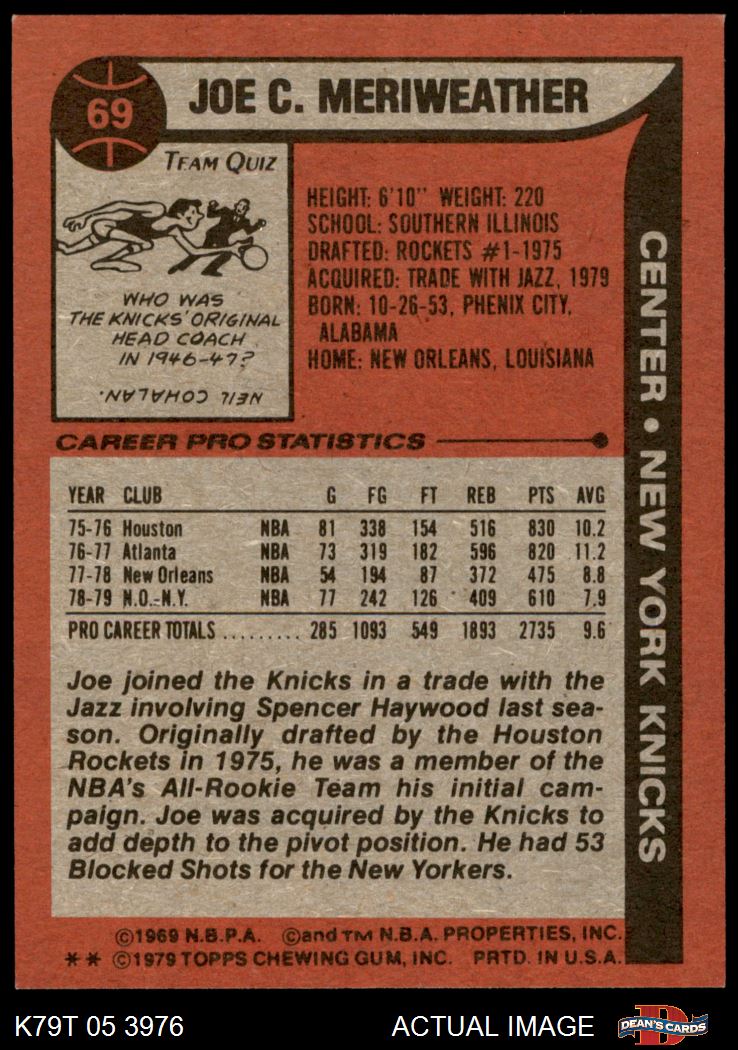 69
JOE C. MERIWEATHER
TEAM QUIZ
WHO WAS
THE KNICKS' ORIGINAL
HEAD COACH
IN 1946-47?
NEIL COHALAN.
HEIGHT: 6'10" WEIGHT: 220
SCHOOL: SOUTHERN ILLINOIS
DRAFTED: ROCKETS #1-1975
ACQUIRED: TRADE WITH JAZZ, 1979
BORN: 10-26-53, PHENIX CITY,
ALABAMA
HOME: NEW ORLEANS, LOUISIANA
CENTER • NEW YORK KNICKS
CAREER PRO STATISTICS
YEAR CLUB G FG FT REB PTS AVG
75-76 Houston NBA 81 338 154 516 830 10.2
76-77 Atlanta NBA 73 319 182 596 820 11.2
77-78 New Orleans NBA 54 194 87 372 475 8.8
78-79 N.O.-N.Y. NBA 77 242 126 409 610 7.9
PRO CAREER TOTALS ......... 285 1093 549 1893 2735 9.6
Joe joined the Knicks in a trade with the
Jazz involving Spencer Haywood last sea-
son. Originally drafted by the Houston
Rockets in 1975, he was a member of the
NBA's All-Rookie Team his initial cam-
paign. Joe was acquired by the Knicks to
add depth to the pivot position. He had 53
Blocked Shots for the New Yorkers.
©1969 N.B.P.A. ©and TM N.B.A. PROPERTIES, INC.
** ©1979 TOPPS CHEWING GUM, INC. PRTD. IN U.S.A.
K79T 05 3976
ACTUAL IMAGE
D
DEAN'S CARDS